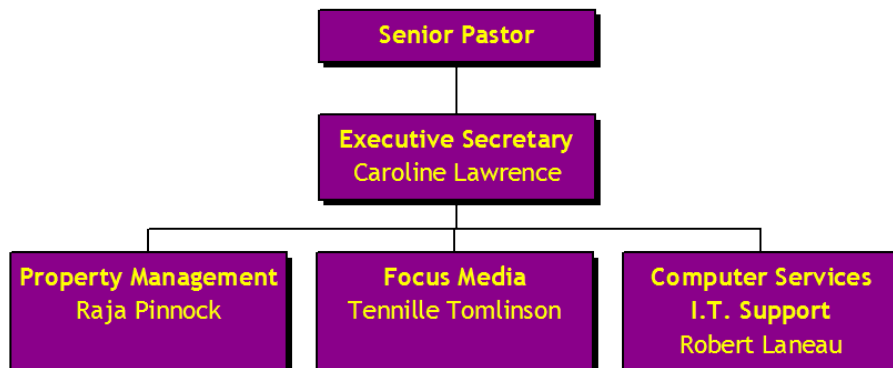 Senior Pastor
Executive Secretary
Caroline Lawrence
Property Management
Raja Pinnock
Focus Media
Tennille Tomlinson
Computer Services
I.T. Support
Robert Laneau